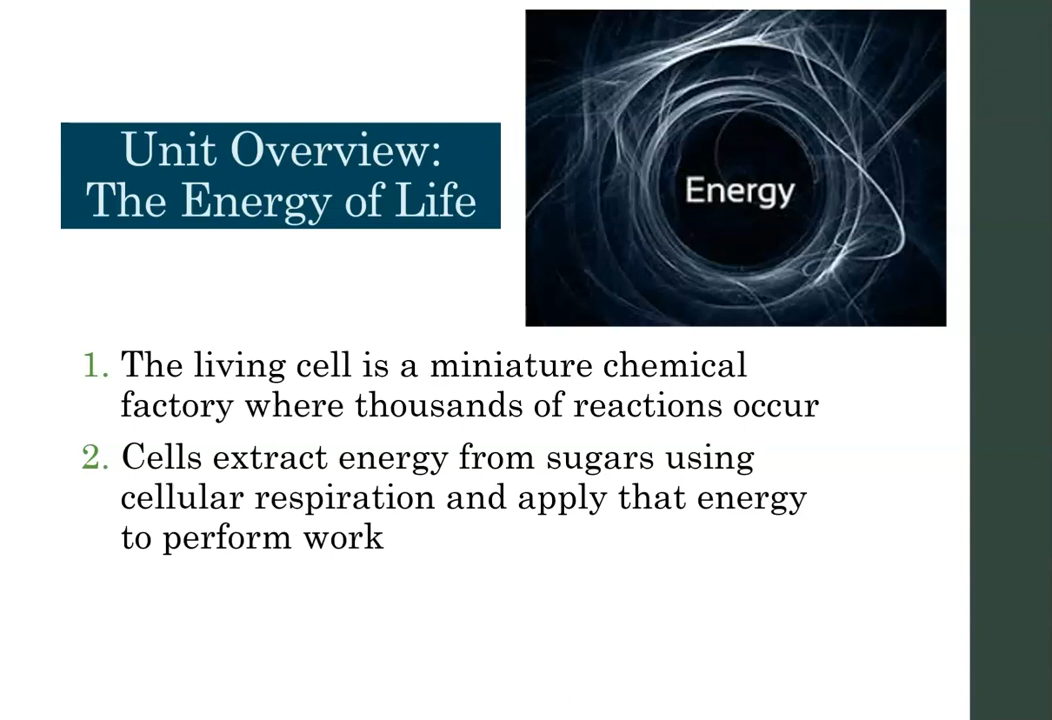 Unit Overview:
The Energy of Life
Energy
1. The living cell is a miniature chemical
factory where thousands of reactions occur
2. Cells extract energy from sugars using
cellular respiration and apply that energy
to perform work